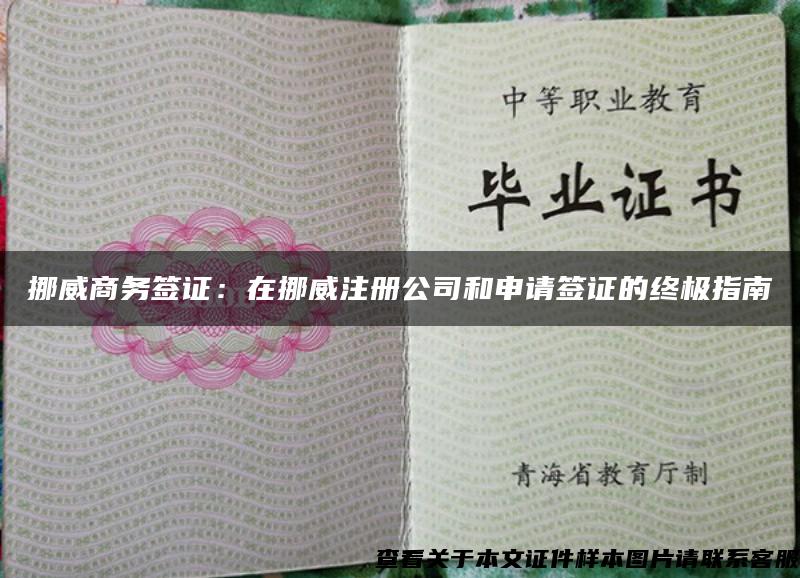 中等职业教育
毕业证书
挪威商务签证：在挪威注册公司和申请签证的终极指南
青海省教育厅制
查看关于本文证件样本图片请联系客服